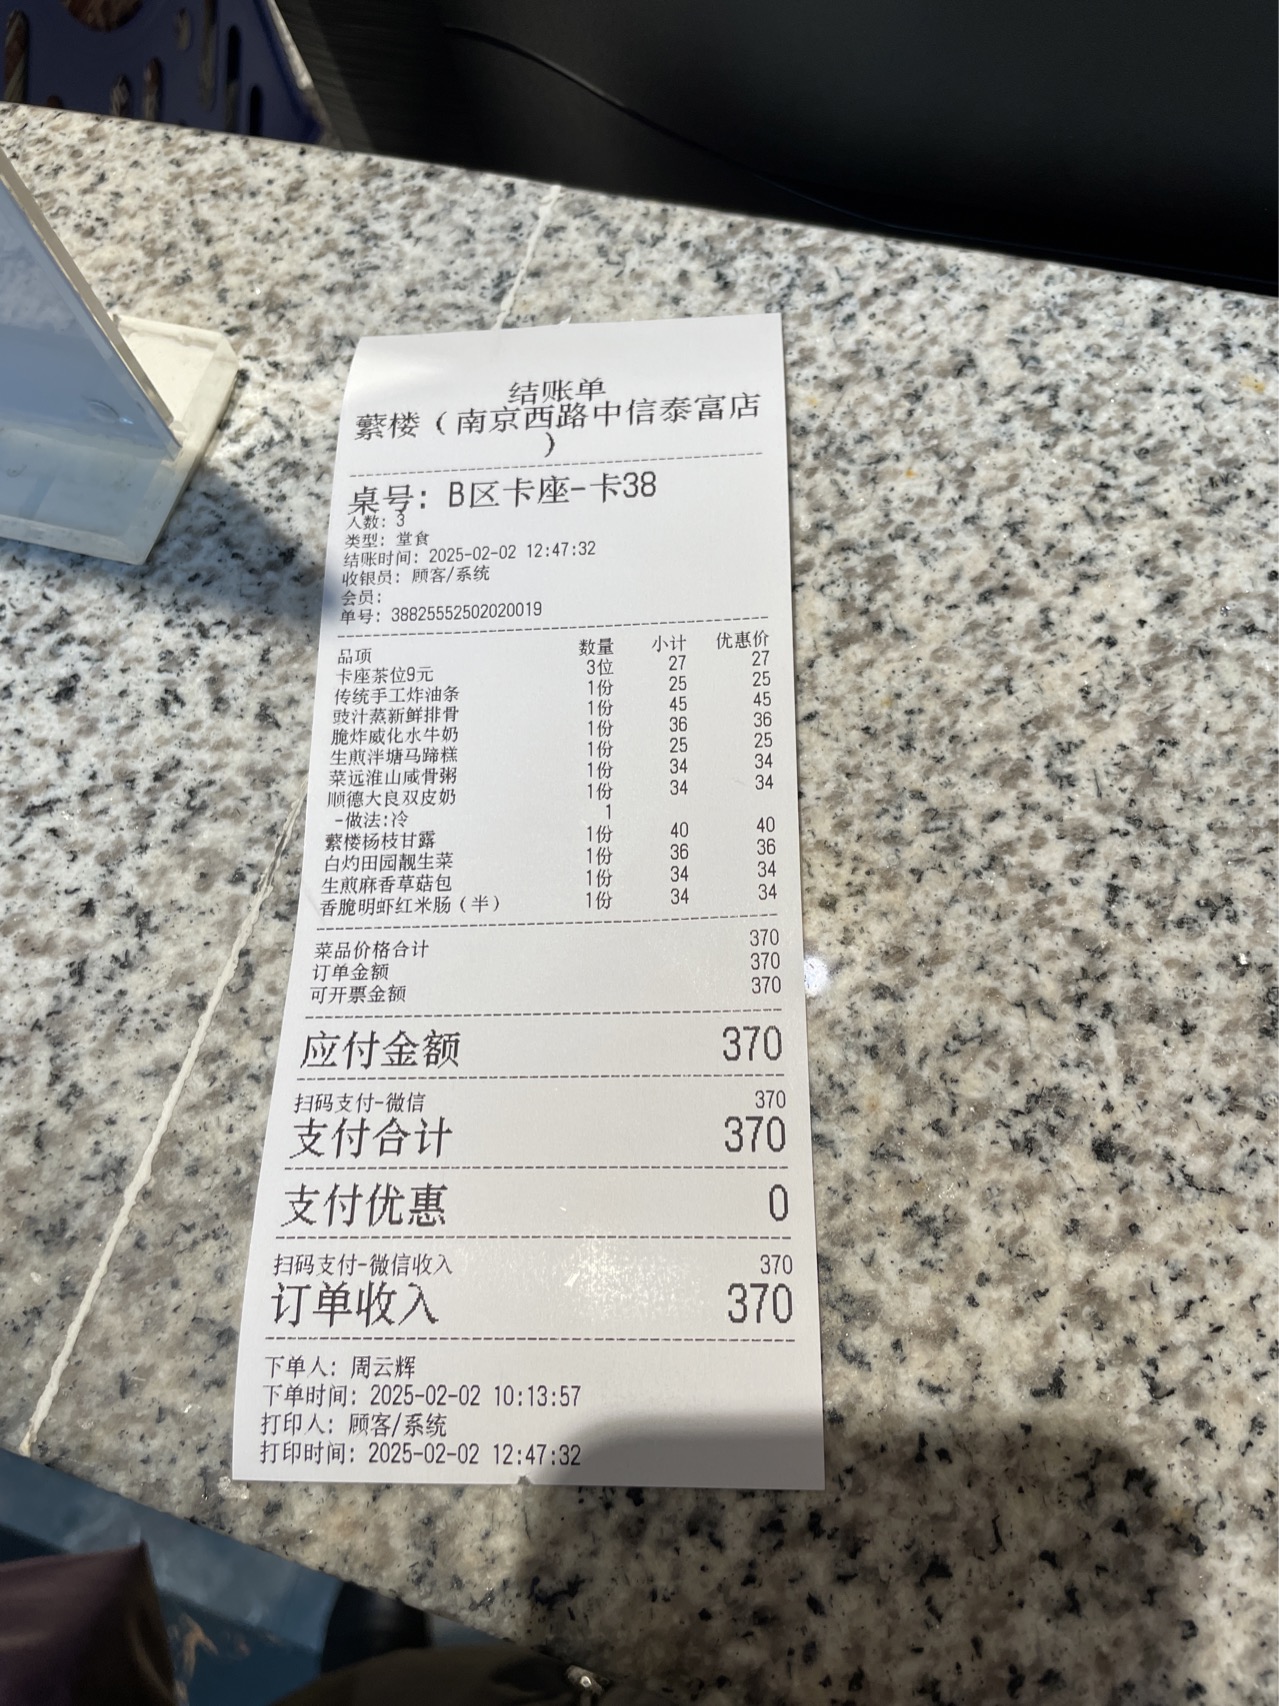 结账单
蘩楼（南京西路中信泰富店
）
桌号: B区卡座-卡38
人数: 3
类型: 堂食
结账时间: 2025-02-02 12:47:32
收银员: 顾客/系统
会员:
单号: 38825552502020019
品项 数量 小计 优惠价
卡座茶位9元 3位 27 27
传统手工炸油条 1份 25 25
豉汁蒸新鲜排骨 1份 45 45
脆炸威化水牛奶 1份 36 36
生煎泮塘马蹄糕 1份 25 25
菜远淮山咸骨粥 1份 34 34
顺德大良双皮奶 1份 34 34
-做法:冷 1
蘩楼杨枝甘露 1份 40 40
白灼田园靓生菜 1份 36 36
生煎麻香草菇包 1份 34 34
香脆明虾红米肠（半） 1份 34 34
菜品价格合计 370
订单金额 370
可开票金额 370
应付金额 370
扫码支付-微信 370
支付合计 370
支付优惠 0
扫码支付-微信收入 370
订单收入 370
下单人: 周云辉
下单时间: 2025-02-02 10:13:57
打印人: 顾客/系统
打印时间: 2025-02-02 12:47:32